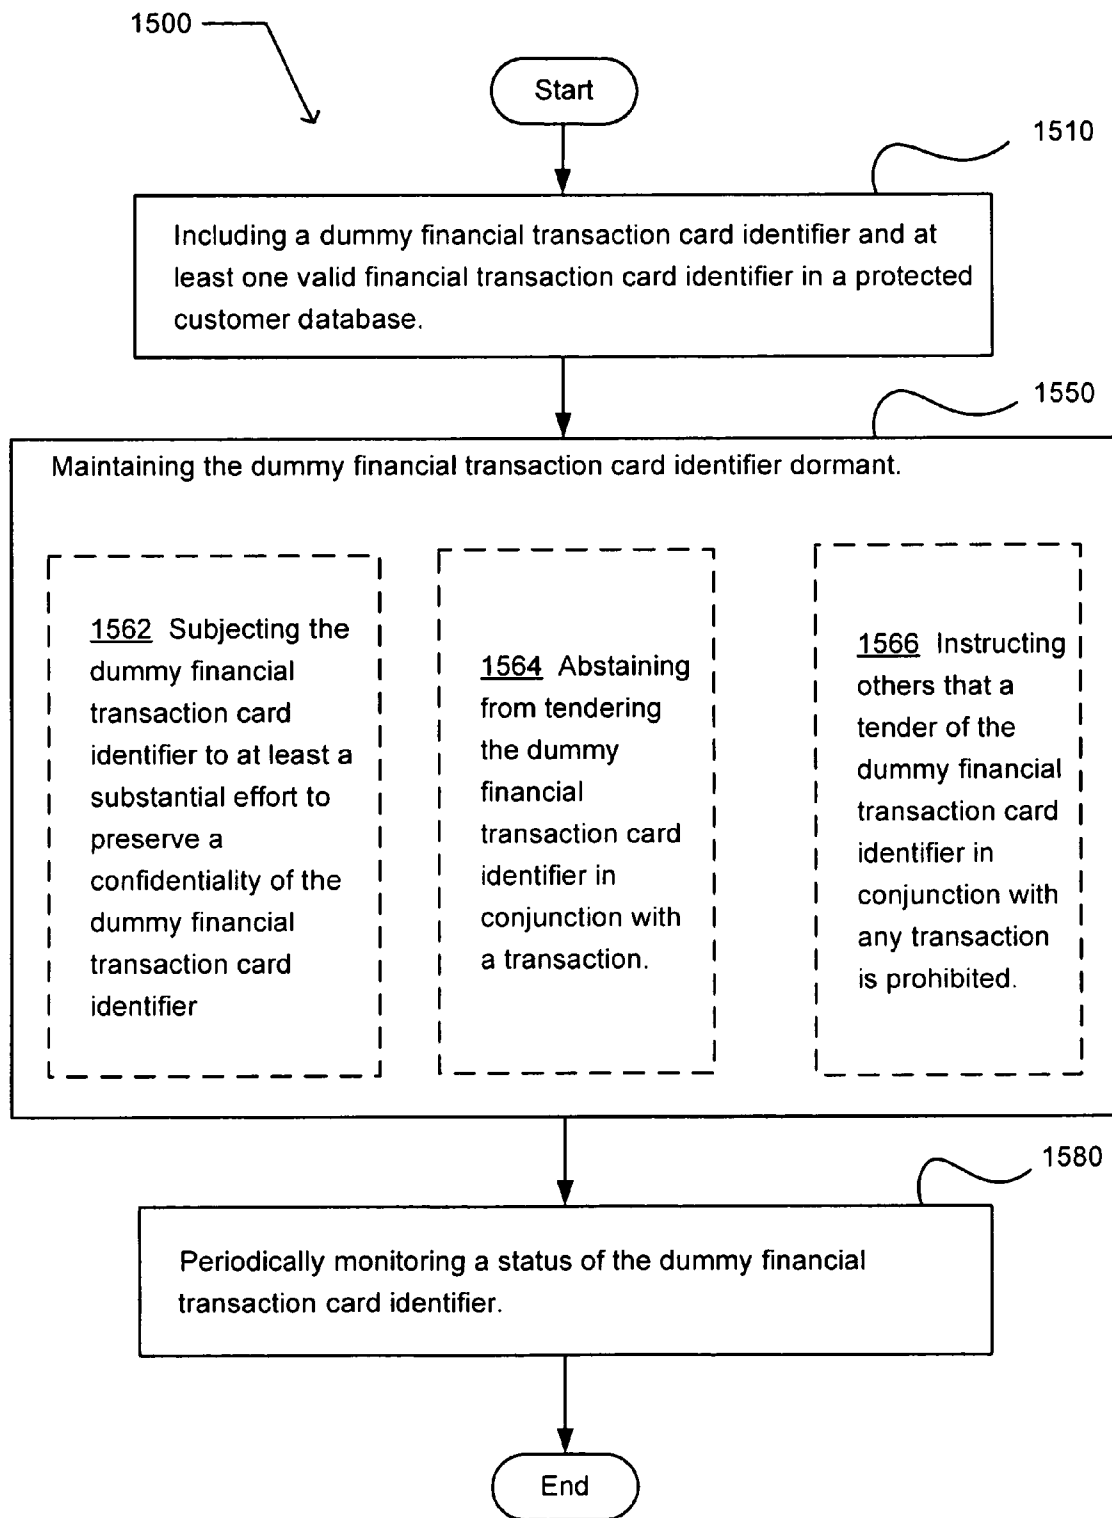 1500
Start
1510
Including a dummy financial transaction card identifier and at
least one valid financial transaction card identifier in a protected
customer database.
1550
Maintaining the dummy financial transaction card identifier dormant.
1562 Subjecting the
dummy financial
transaction card
identifier to at least a
substantial effort to
preserve a
confidentiality of the
dummy financial
transaction card
identifier
1564 Abstaining
from tendering
the dummy
financial
transaction card
identifier in
conjunction with
a transaction.
1566 Instructing
others that a
tender of the
dummy financial
transaction card
identifier in
conjunction with
any transaction
is prohibited.
1580
Periodically monitoring a status of the dummy financial
transaction card identifier.
End